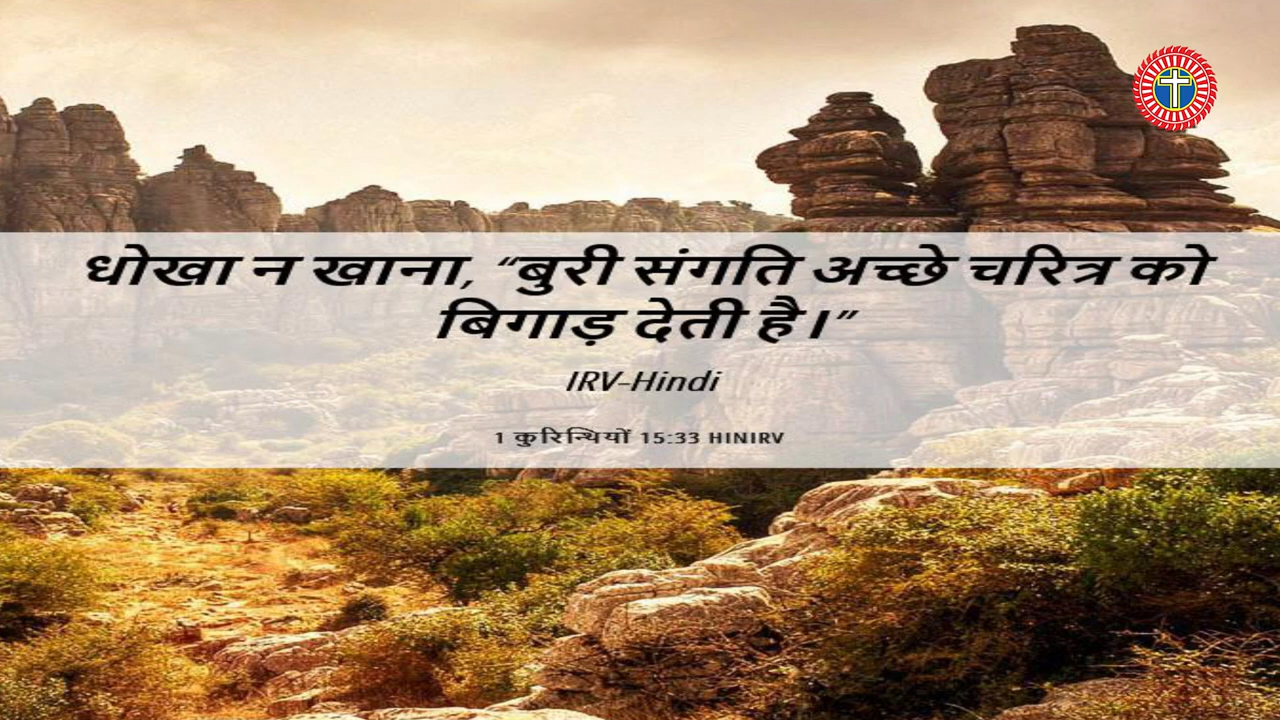 धोखा न खाना, “बुरी संगति अच्छे चरित्र को
बिगाड़ देती है।”
IRV-Hindi
1 कुरिन्थियों 15:33 HINIRV